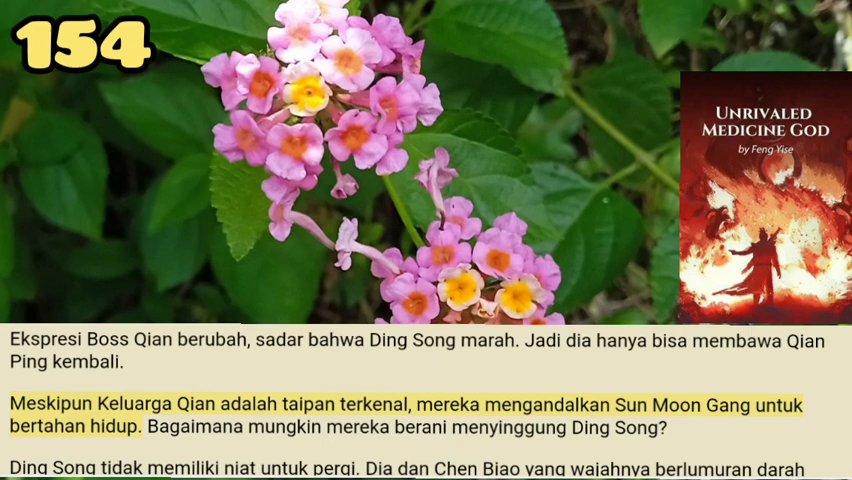 154
UNRIVALED
MEDICINE GOD
by Feng Yise
Ekspresi Boss Qian berubah, sadar bahwa Ding Song marah. Jadi dia hanya bisa membawa Qian
Ping kembali.
Meskipun Keluarga Qian adalah taipan terkenal, mereka mengandalkan Sun Moon Gang untuk
bertahan hidup. Bagaimana mungkin mereka berani menyinggung Ding Song?
Ding Song tidak memiliki niat untuk pergi. Dia dan Chen Biao yang wajahnya berlumuran darah